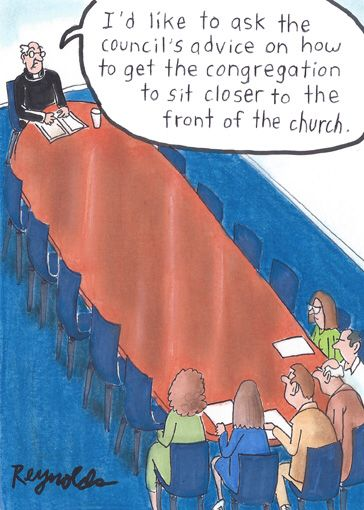 I'd like to ask the
council's advice on how
to get the congregation
to sit closer to the
front of the church.
Reynolds